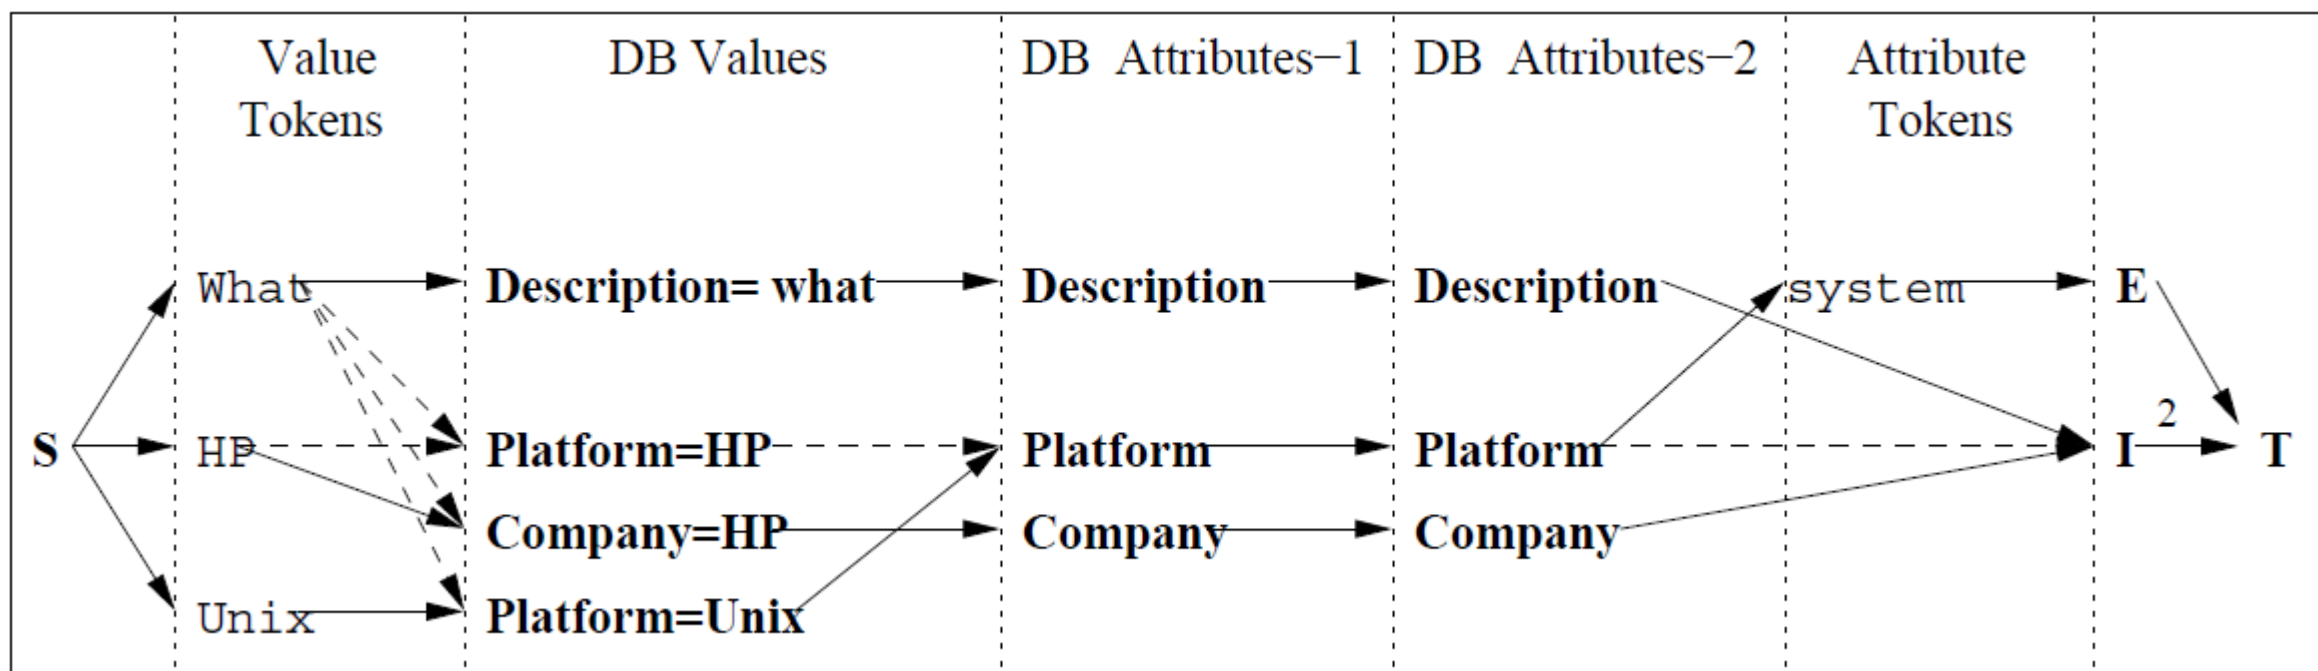 Value DB Values DB Attributes−1 DB Attributes−2 Attribute
Tokens Tokens
What Description= what Description Description system E
2
S HP Platform=HP Platform Platform I T
Company=HP Company Company
Unix Platform=Unix